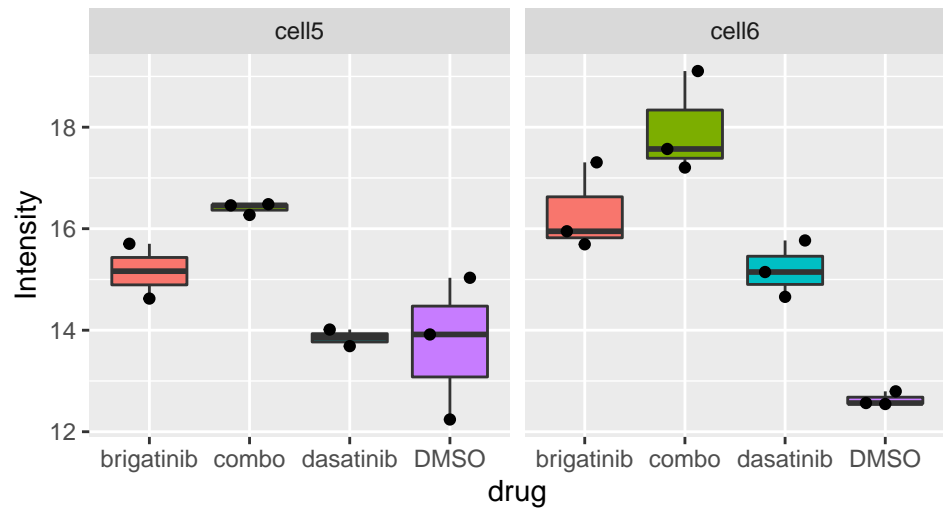 cell5 cell6
Intensity
18
16
14
12
brigatinib combo dasatinib DMSO brigatinib combo dasatinib DMSO
drug